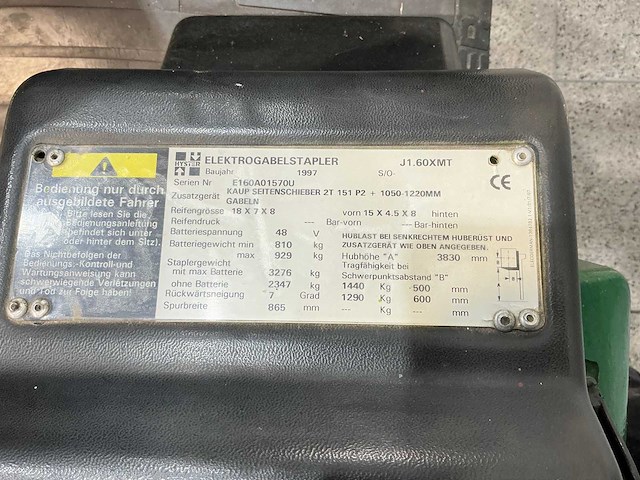 HYSTER
ELEKTROGABELSTAPLER J1.60XMT
Baujahr 1997 S/O-
Serien Nr E160A01570U
Zusatzgerät KAUP SEITENSCHIEBER 2T 151 P2 + 1050-1220MM
GABELN
Reifengrösse 18 X 7 X 8 vorn 15 X 4.5 X 8 hinten
Reifendruck --- Bar-vorn --- Bar-hinten
Batteriespannung 48 V
Batteriegewicht min 810 kg
max 929 kg
Staplergewicht
mit max Batterie 3276 kg
ohne Batterie 2347 kg
Rückwärtsneigung 7 Grad
Spurbreite 865 mm
HUBLAST BEI SENKRECHTEM HUBERÜST UND
ZUSATZGERÄT WIE OBEN ANGEGEBEN.
Hubhöhe "A" 3830 mm
Tragfähigkeit bei
Schwerpunktsabstand "B"
1440 Kg 500 mm
1290 Kg 600 mm
--- Kg --- mm
CE
Bedienung nur durch
ausgebildete Fahrer
Bitte lesen Sie die
Bedienungsanleitung
(befindet sich unter
oder hinter dem Sitz).
Das Nichtbefolgen der
Bedienungs,-Kontroll-und
Wartungsanweisung kann
schwerwiegende Verletzungen
und Tod zur Folge haben!